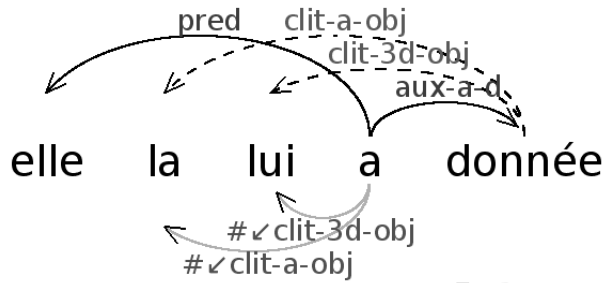 pred clit-a-obj
clit-3d-obj
aux-a-d
elle la lui a donnée
#↙clit-3d-obj
#↙clit-a-obj